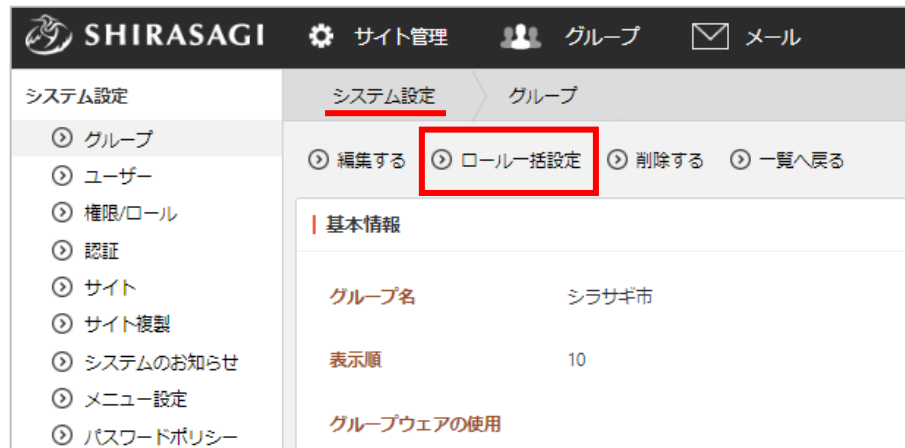 SHIRASAGI サイト管理 グループ メール
システム設定
システム設定 グループ
グループ
ユーザー
権限/ロール
認証
サイト
サイト複製
システムのお知らせ
メニュー設定
パスワードポリシー
編集する ロール一括設定 削除する 一覧へ戻る
基本情報
グループ名 シラサギ市
表示順 10
グループウェアの使用